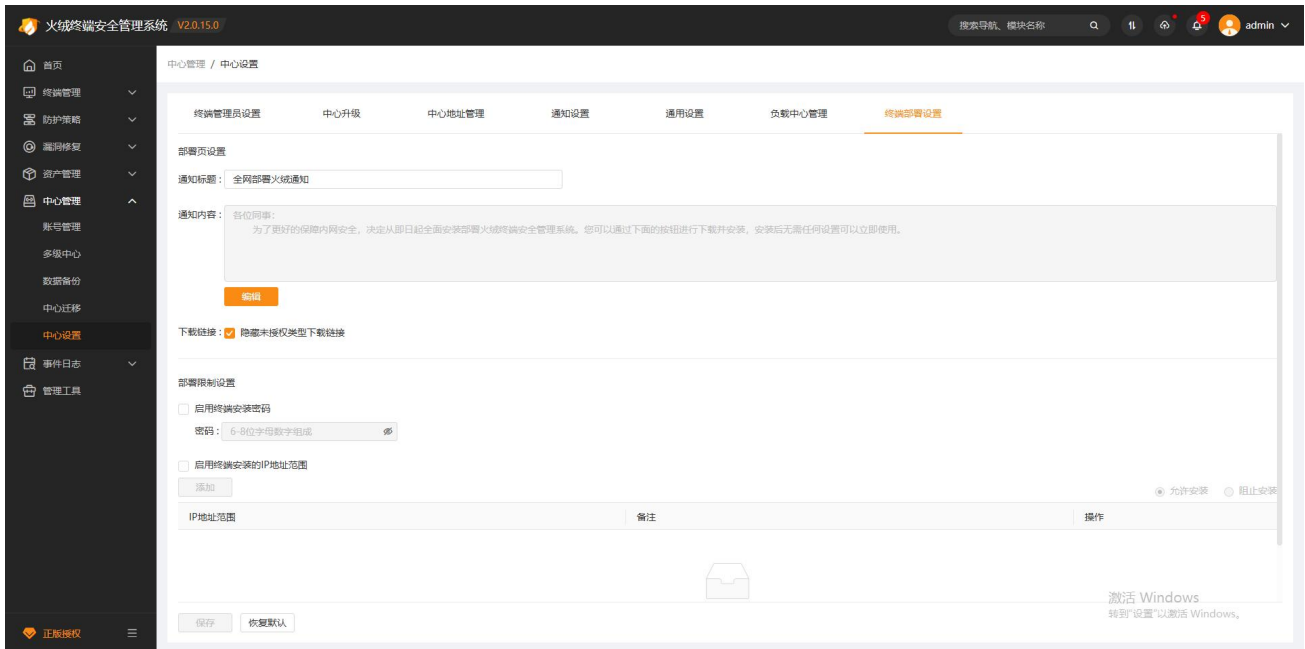 火绒终端安全管理系统 V2.0.15.0
搜索导航、模块名称
5
admin
首页
终端管理
防护策略
漏洞修复
资产管理
中心管理
账号管理
多级中心
数据备份
中心迁移
中心设置
事件日志
管理工具
正版授权
中心管理 / 中心设置
终端管理员设置 中心升级 中心地址管理 通知设置 通用设置 负载中心管理 终端部署设置
部署页设置
通知标题： 全网部署火绒通知
通知内容： 各位同事：
为了更好的保障内网安全，决定从即日起全面安装部署火绒终端安全管理系统。您可以通过下面的按钮进行下载并安装，安装后无需任何设置可以立即使用。
编辑
下载链接： 隐藏未授权类型下载链接
部署限制设置
启用终端安装密码
密码： 6-8位字母数字组成
启用终端安装的IP地址范围
添加
允许安装 阻止安装
IP地址范围 备注 操作
保存 恢复默认
激活 Windows
转到"设置"以激活 Windows。